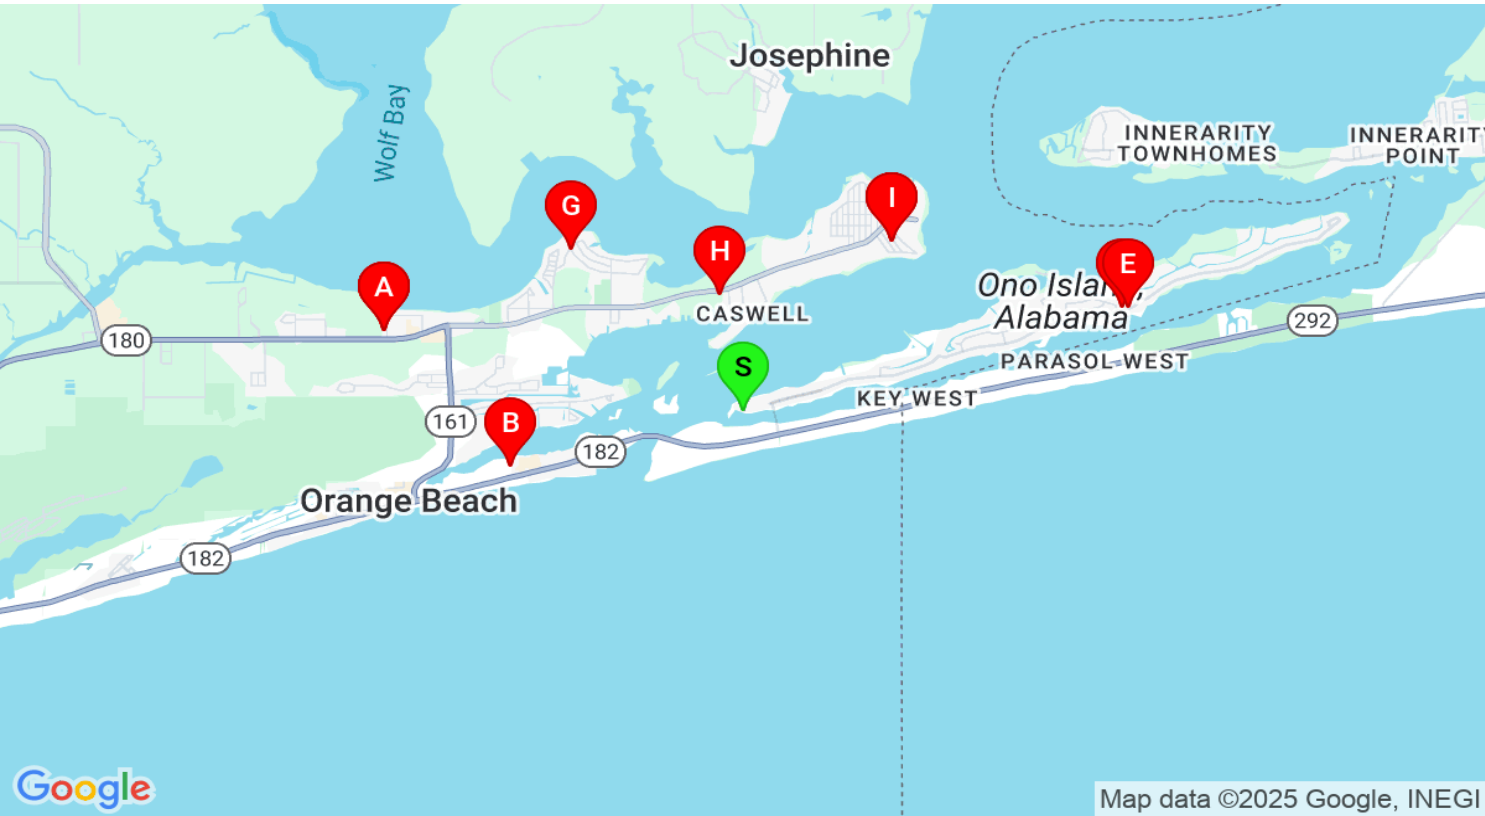 Josephine
Wolf Bay
INNERARITY
TOWNHOMES
POINT
G
I
H
A
E
Ono
Alabama
CASWELL
292
180
S
PARASOL WEST
KEY WEST
161
B
182
Orange Beach
182
Google
Map data ©2025 Google, INEGI